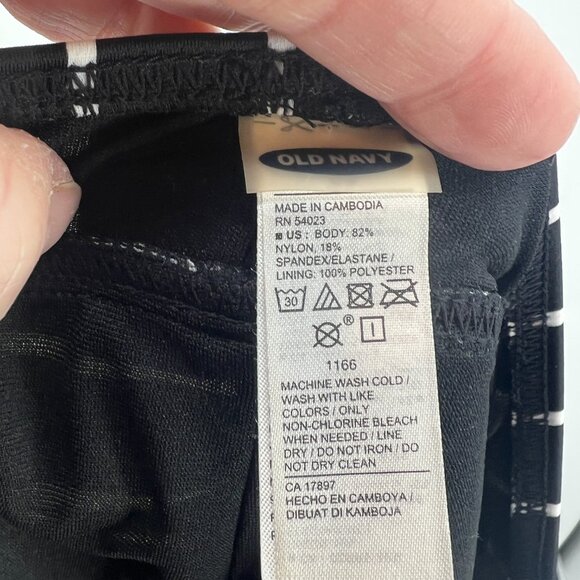 OLD NAVY
MADE IN CAMBODIA
RN 54023
US : BODY: 82%
NYLON, 18%
SPANDEX/ELASTANE /
LINING: 100% POLYESTER
30
®
1166
MACHINE WASH COLD /
WASH WITH LIKE
COLORS / ONLY
NON-CHLORINE BLEACH
WHEN NEEDED / LINE
DRY / DO NOT IRON / DO
NOT DRY CLEAN
CA 17897
HECHO EN CAMBOYA /
DIBUAT DI KAMBOJA